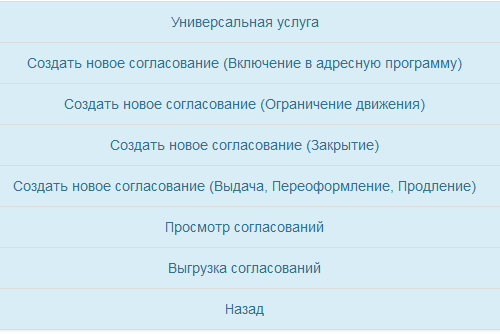 Универсальная услуга
Создать новое согласование (Включение в адресную программу)
Создать новое согласование (Ограничение движения)
Создать новое согласование (Закрытие)
Создать новое согласование (Выдача, Переоформление, Продление)
Просмотр согласований
Выгрузка согласований
Назад